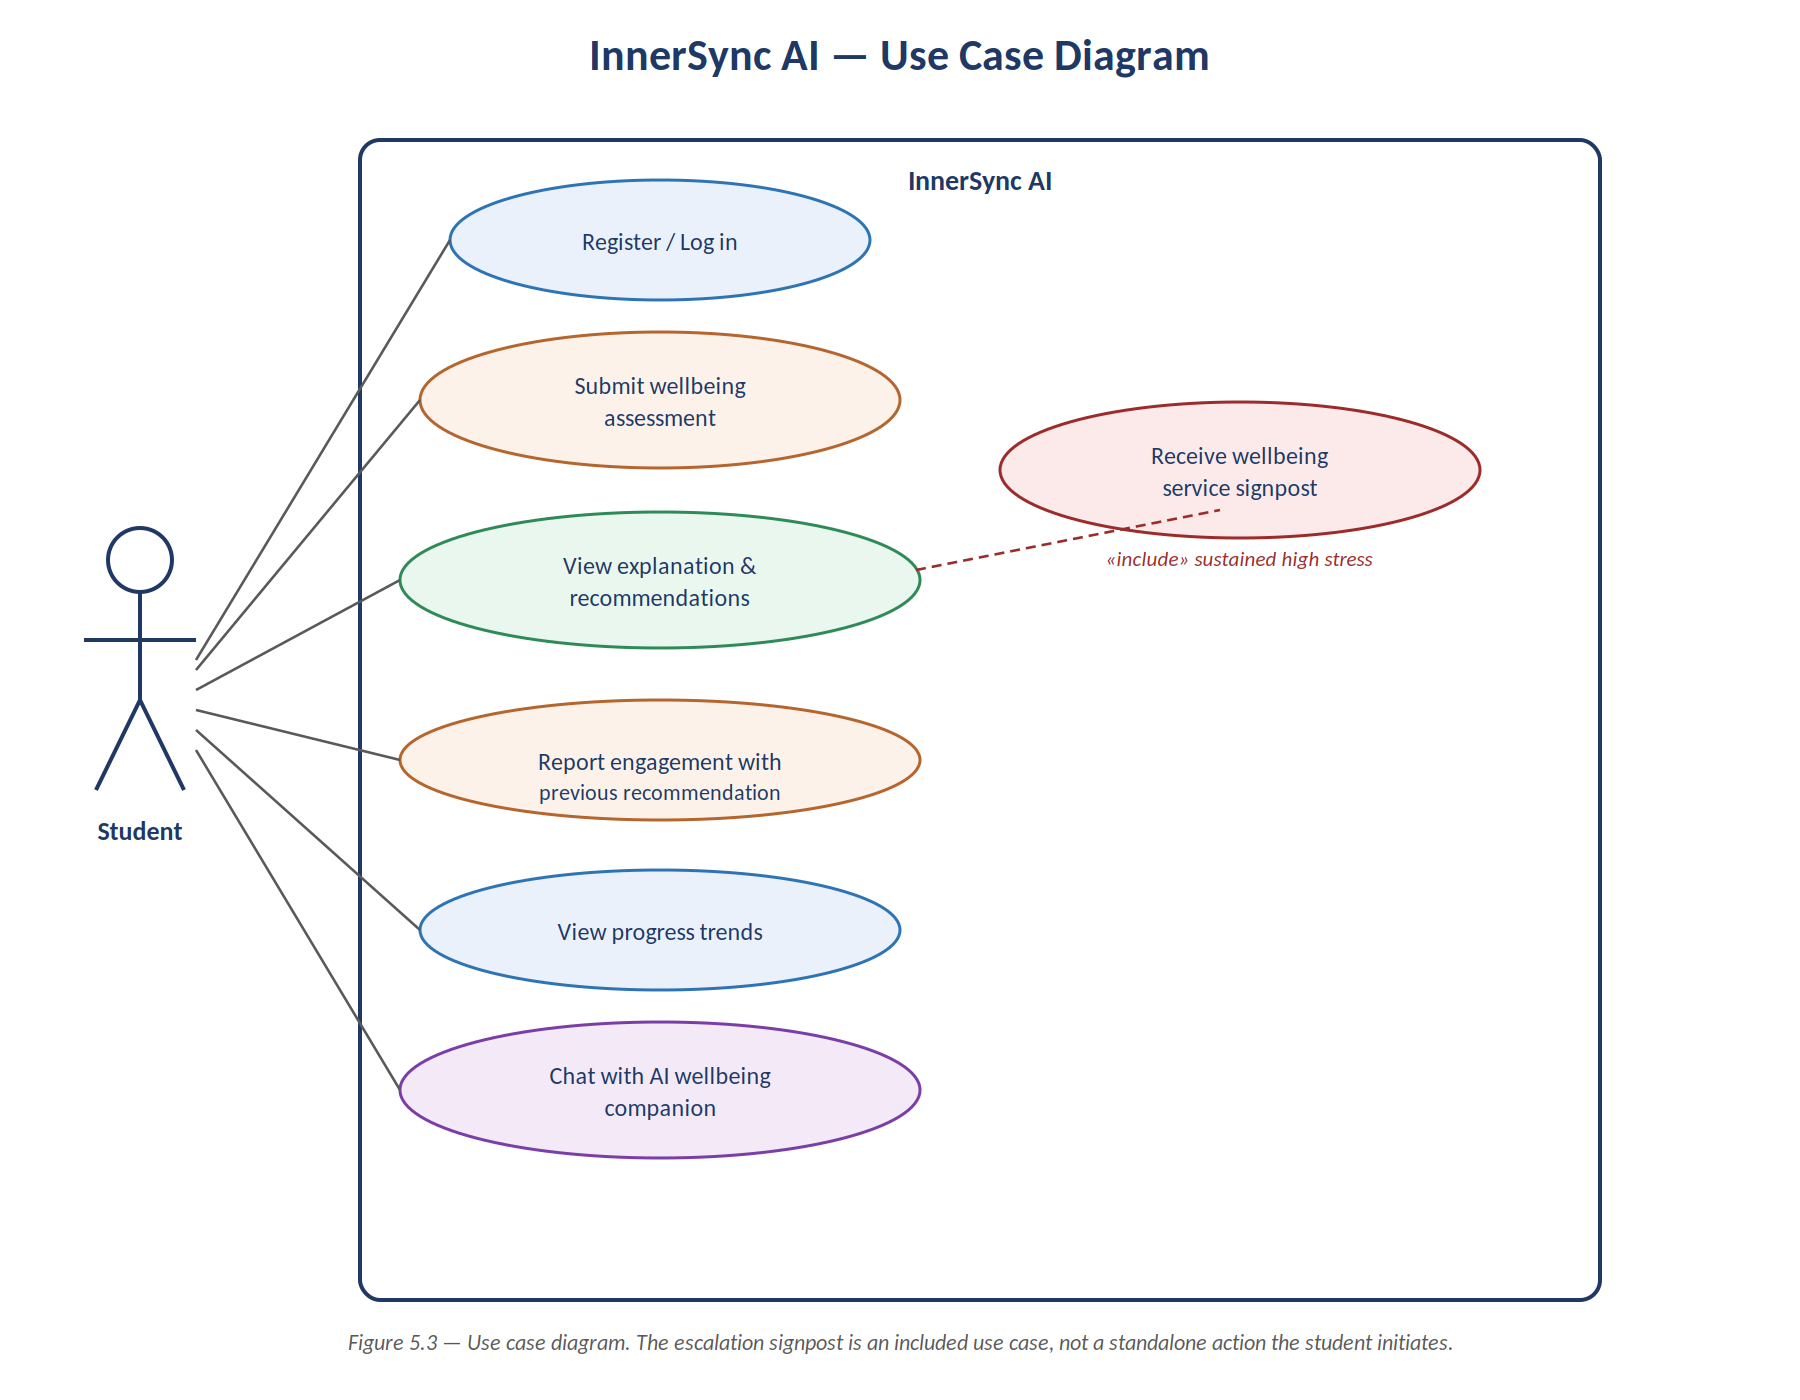 InnerSync AI — Use Case Diagram
InnerSync AI
Register / Log in
Submit wellbeing
assessment
Receive wellbeing
service signpost
«include» sustained high stress
View explanation &
recommendations
Report engagement with
previous recommendation
Student
View progress trends
Chat with AI wellbeing
companion
Figure 5.3 — Use case diagram. The escalation signpost is an included use case, not a standalone action the student initiates.